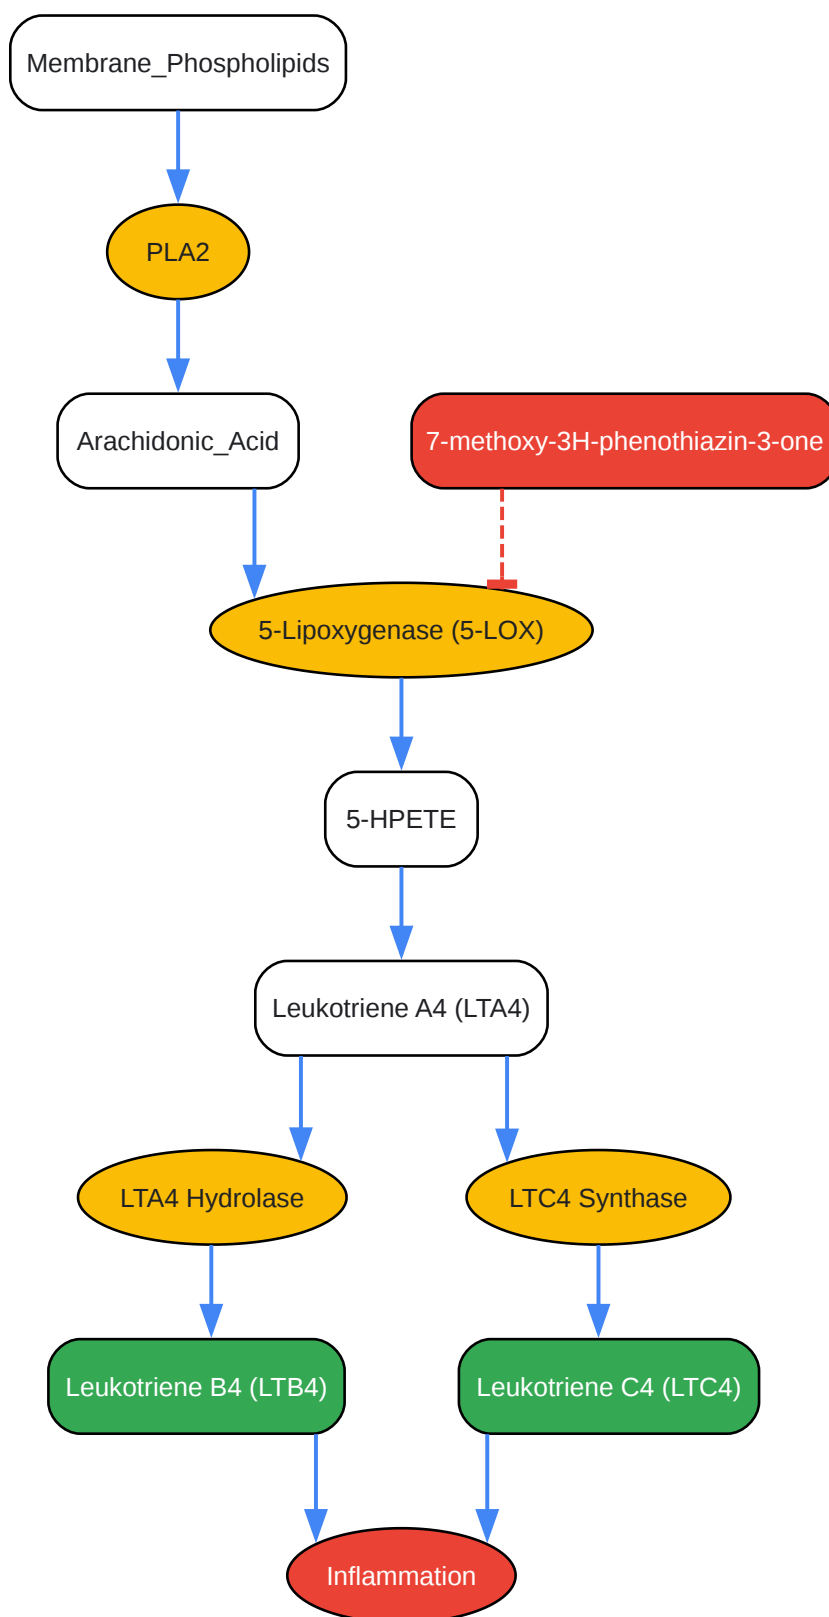 Membrane_Phospholipids
PLA2
Arachidonic_Acid
7-methoxy-3H-phenothiazin-3-one
5-Lipoxygenase (5-LOX)
5-HPETE
Leukotriene A4 (LTA4)
LTA4 Hydrolase
LTC4 Synthase
Leukotriene B4 (LTB4)
Leukotriene C4 (LTC4)
Inflammation